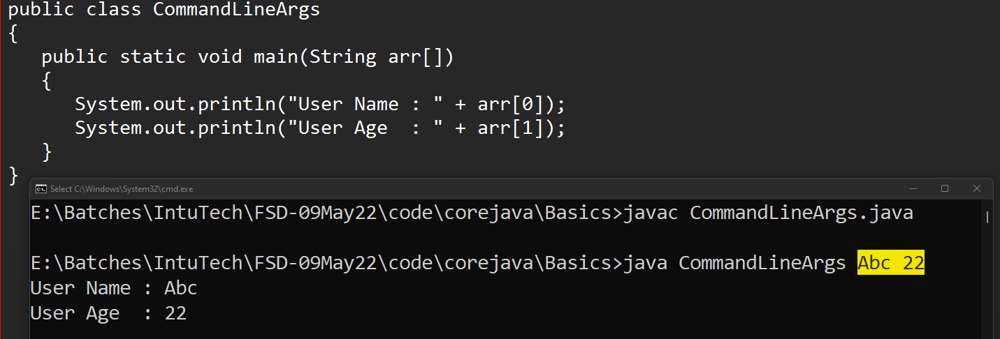 public class CommandLineArgs
{
   public static void main(String arr[])
   {
      System.out.println("User Name : " + arr[0]);
      System.out.println("User Age  : " + arr[1]);
   }
}
Select C:\Windows\System32\cmd.exe
E:\Batches\IntuTech\FSD-09May22\code\corejava\Basics>javac CommandLineArgs.java
E:\Batches\IntuTech\FSD-09May22\code\corejava\Basics>java CommandLineArgs Abc 22
User Name : Abc
User Age  : 22